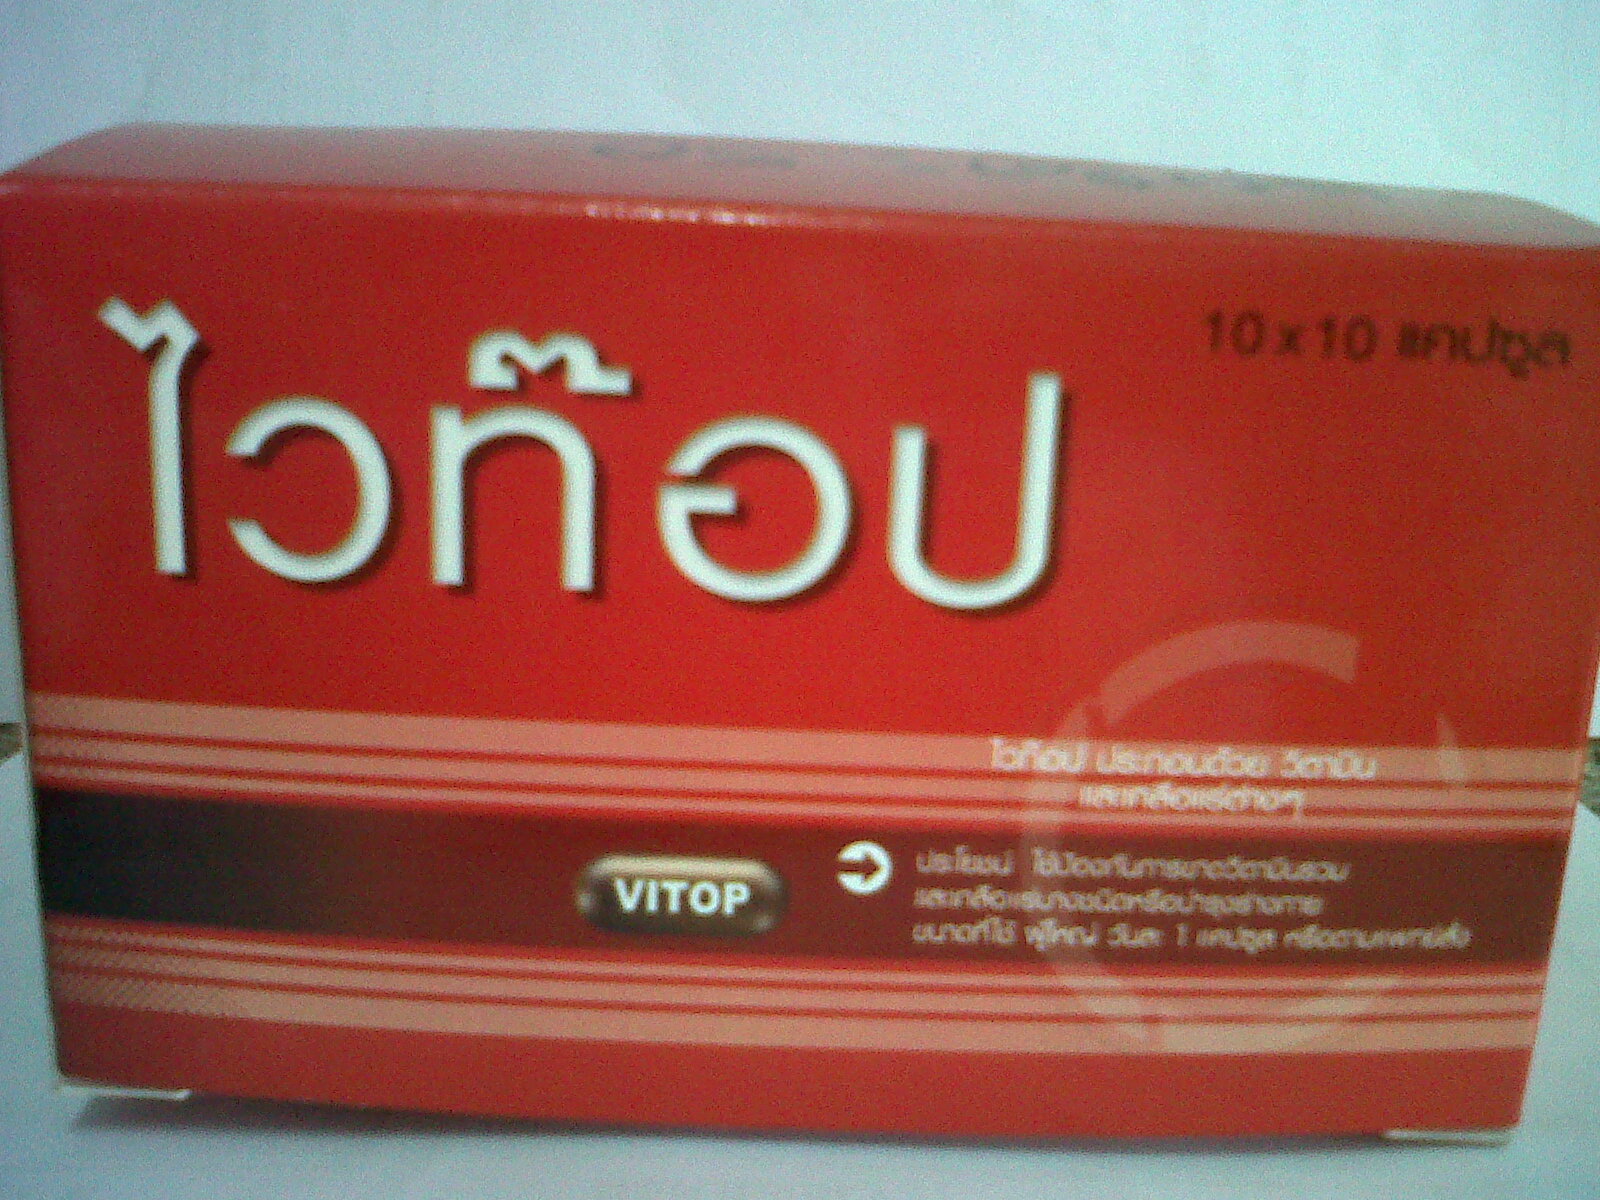 ไวท๊อป
10 x 10 แคปซูล
ไวท๊อป ประกอบด้วย วิตามิน
และเกลือแร่ต่างๆ
VITOP
ประโยชน์ ใช้ป้องกันการขาดวิตามินรวม
และเกลือแร่บางชนิดหรือบำรุงร่างกาย
ขนาดที่ใช้ ผู้ใหญ่ วันละ 1 แคปซูล หรือตามแพทย์สั่ง